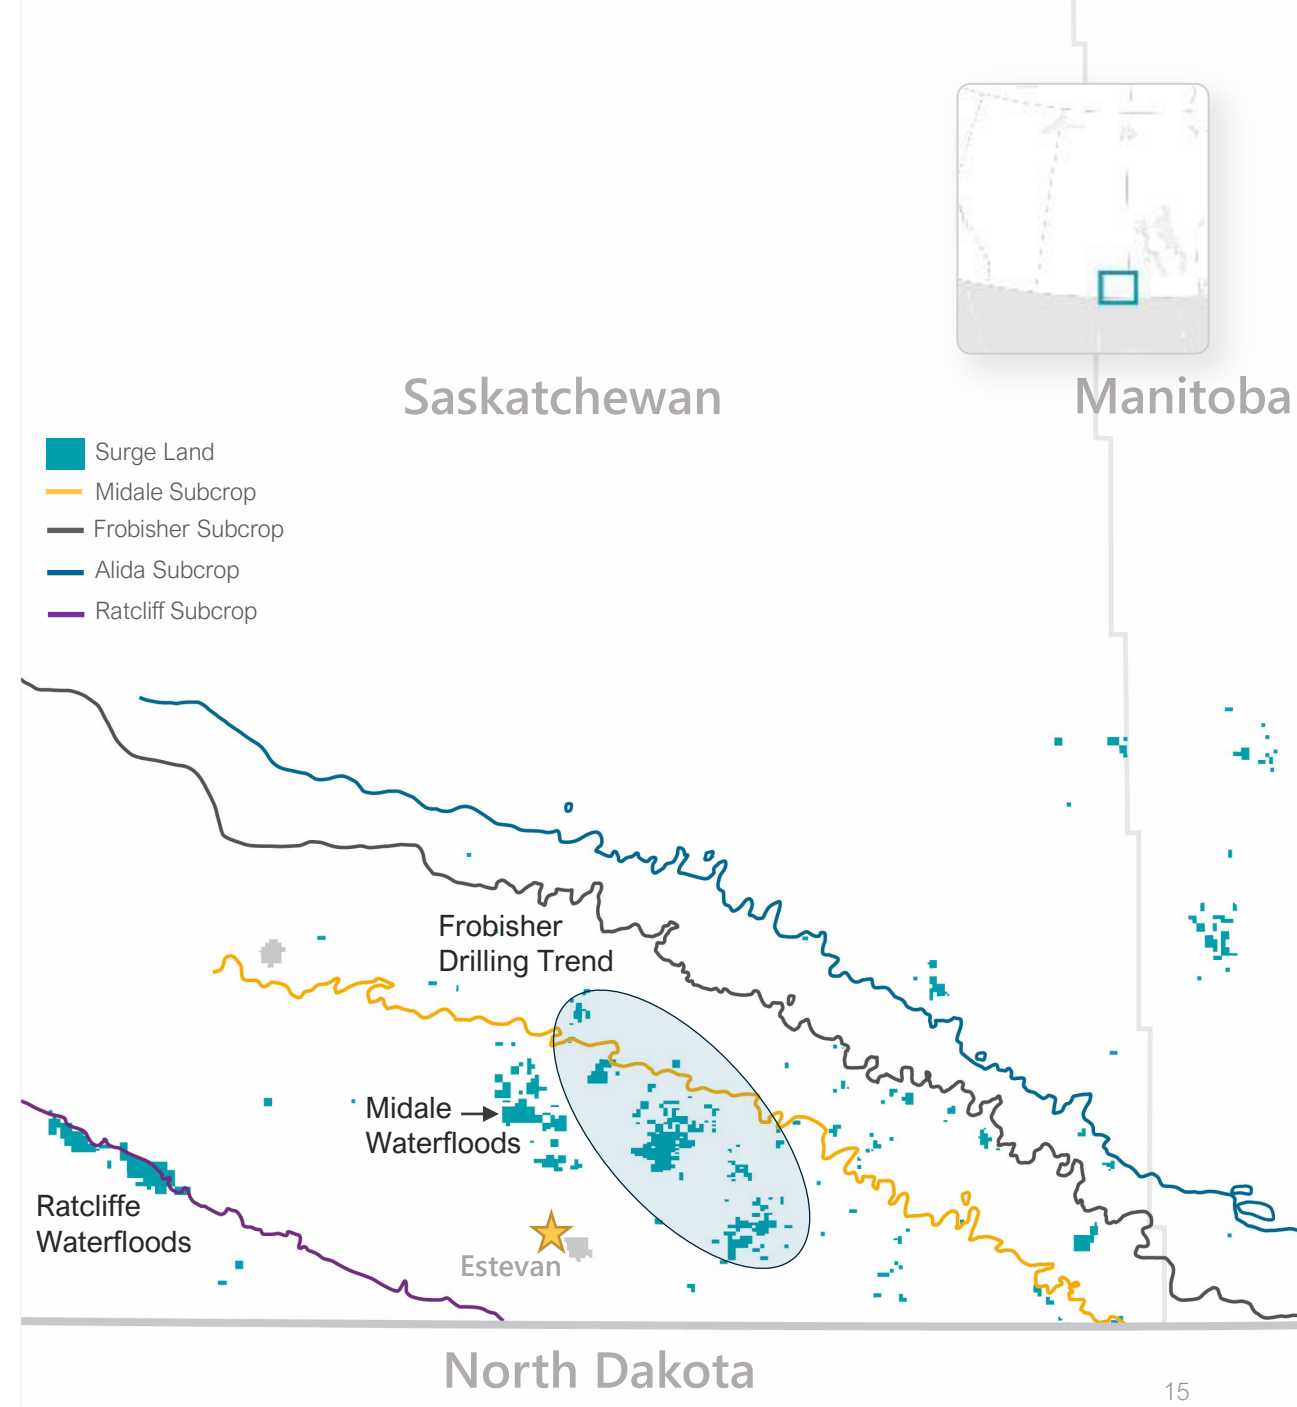 Saskatchewan
Manitoba
Surge Land
Midale Subcrop
Frobisher Subcrop
Alida Subcrop
Ratcliff Subcrop
Frobisher
Drilling Trend
Midale
Waterfloods
Ratcliffe
Waterfloods
Estevan
North Dakota
15